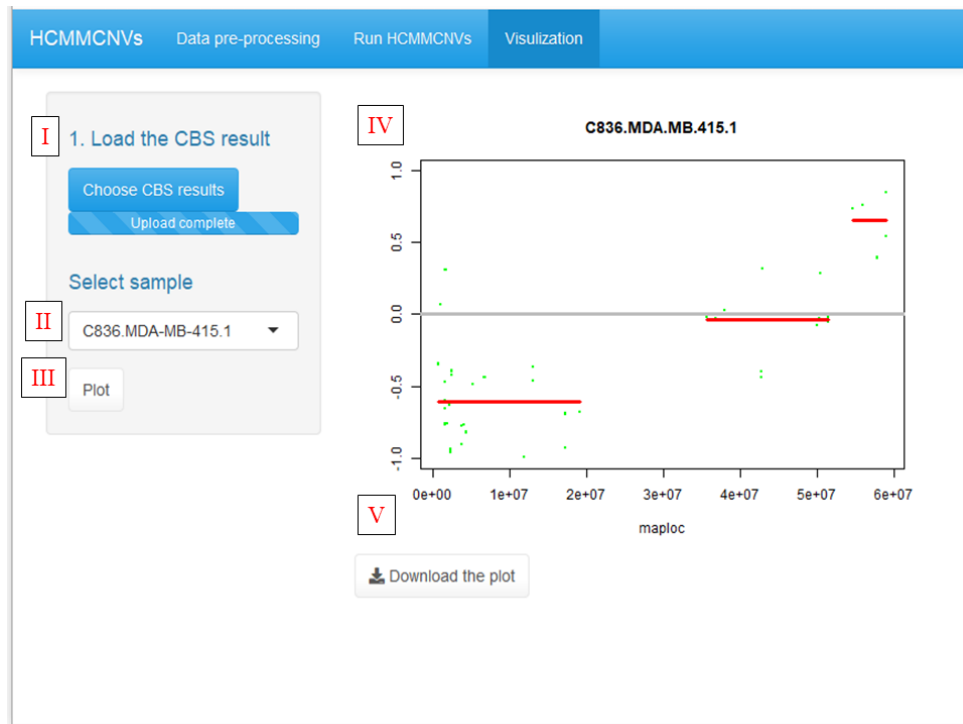 HCMMCNVs Data pre-processing Run HCMMCNVs Visulization
I
1. Load the CBS result
Choose CBS results
Upload complete
Select sample
II
C836.MDA-MB-415.1
III
Plot
IV
C836.MDA.MB.415.1
1.0
0.5
0.0
-0.5
-1.0
0e+00 1e+07 2e+07 3e+07 4e+07 5e+07 6e+07
maploc
V
Download the plot